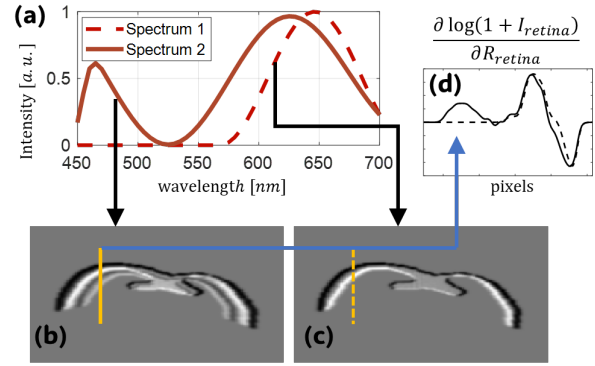 (a)
Spectrum 1
Spectrum 2
Intensity [a. u.]
1
0.5
0
450
500
550
600
650
700
wavelength [nm]
∂ log(1 + I_retina)
∂R_retina
(d)
pixels
(b)
(c)